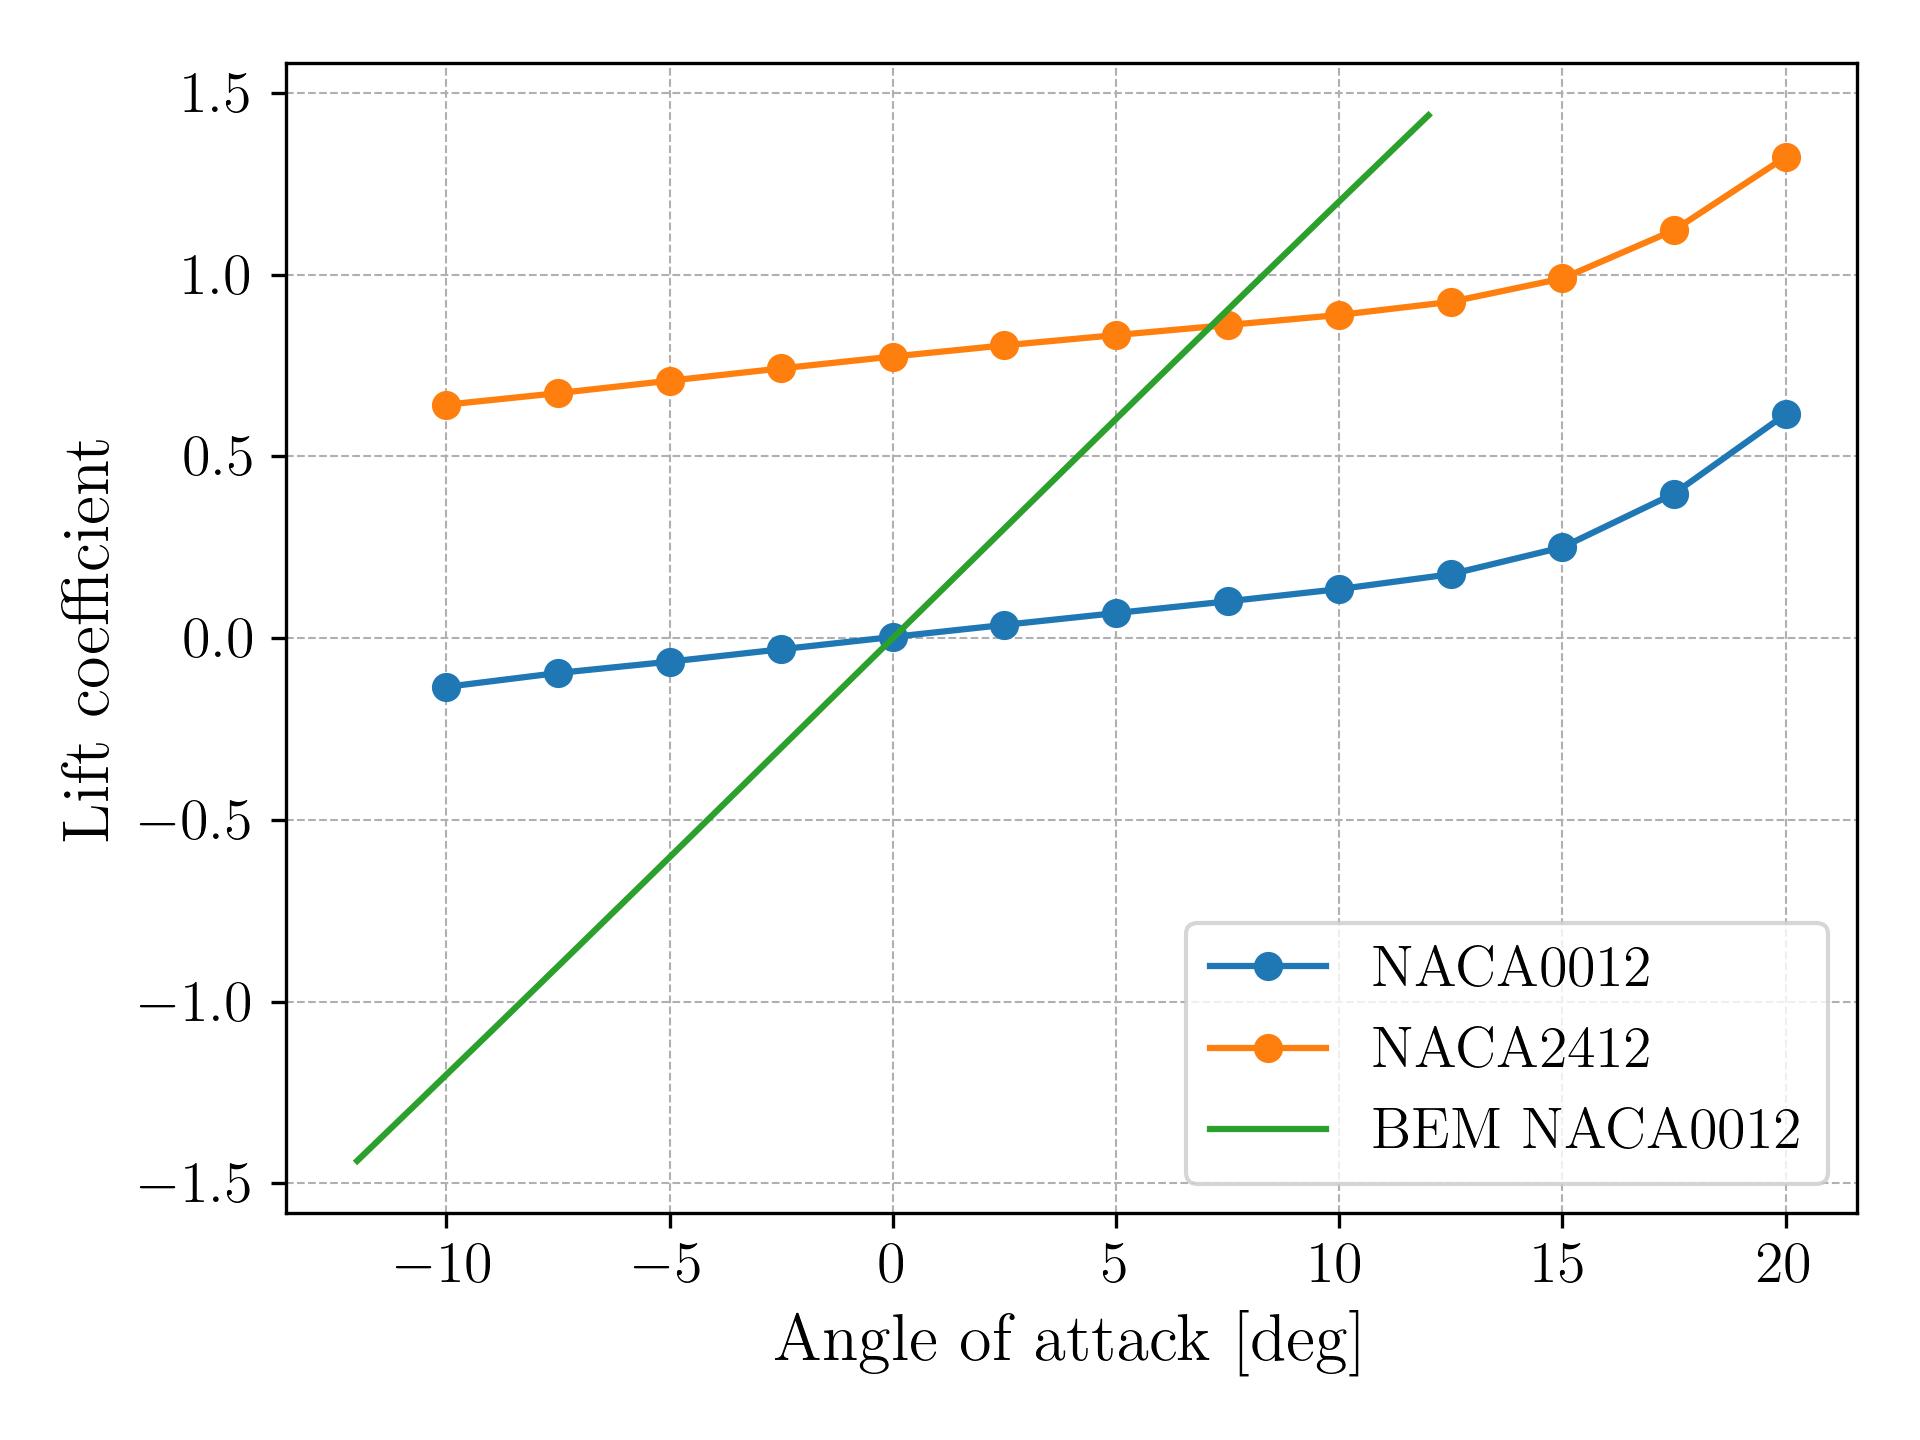 1.5
1.0
0.5
0.0
−0.5
−1.0
−1.5
Lift coefficient
−10 −5 0 5 10 15 20
Angle of attack [deg]
NACA0012
NACA2412
BEM NACA0012